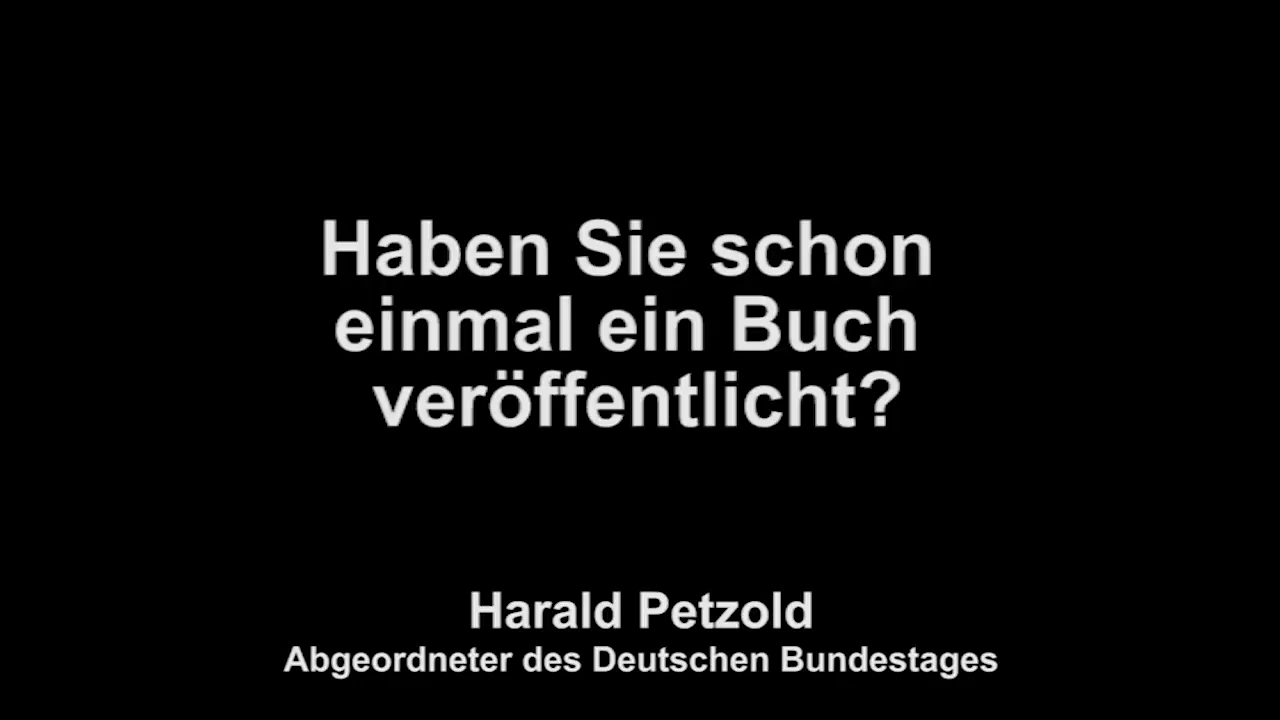 Haben Sie schon
einmal ein Buch
veröffentlicht?
Harald Petzold
Abgeordneter des Deutschen Bundestages